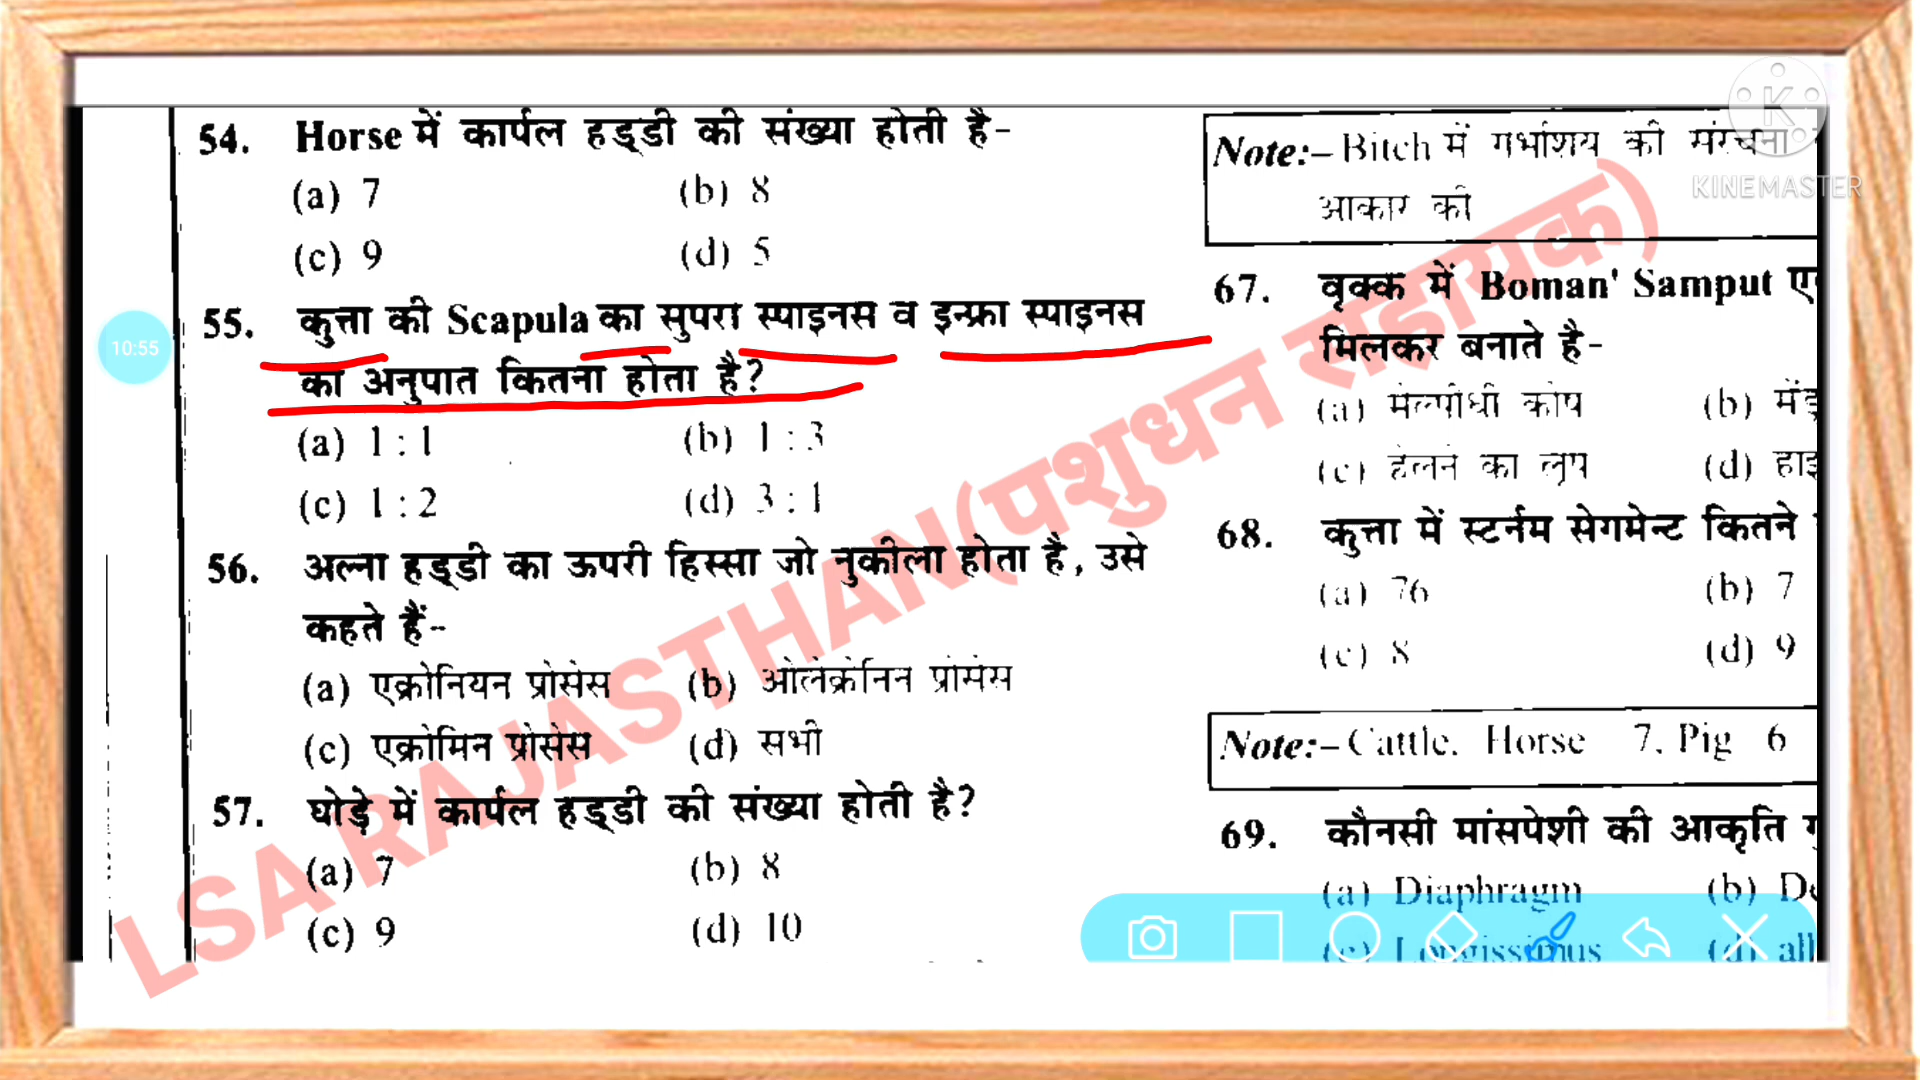 54. Horse में कार्पल हड्डी की संख्या होती है-
(a) 7 (b) 8
(c) 9 (d) 5
55. कुत्ता की Scapula का सुपरा स्पाइनस व इन्फ्रा स्पाइनस
का अनुपात कितना होता है?
(a) 1 : 1 (b) 1 : 3
(c) 1 : 2 (d) 3 : 1
56. अल्ना हड्डी का ऊपरी हिस्सा जो नुकीला होता है, उसे
कहते हैं-
(a) एक्रोनियन प्रोसेस (b) ओलेक्रेनिन प्रोसेस
(c) एक्रोमिन प्रोसेस (d) सभी
57. घोड़े में कार्पल हड्डी की संख्या होती है?
(a) 7 (b) 8
(c) 9 (d) 10
Note:– Bitch में गर्भाशय की संरचना
आकार की
67. वृक्क में Boman' Samput
मिलकर बनाते है-
(a) मेल्पीधी कोष (b)
(c) हेलने का लूप (d)
68. कुत्ता में स्टर्नम सेगमेन्ट कितने
(a) 76 (b) 7
(c) 8 (d) 9
Note:– Cattle. Horse 7. Pig 6
69. कौनसी मांसपेशी की आकृति
(a) Diaphragm (b)
(c) Longissimus (d) all
10:55
K
KINEMASTER
LSA RAJASTHAN(पशुधन सहायक)